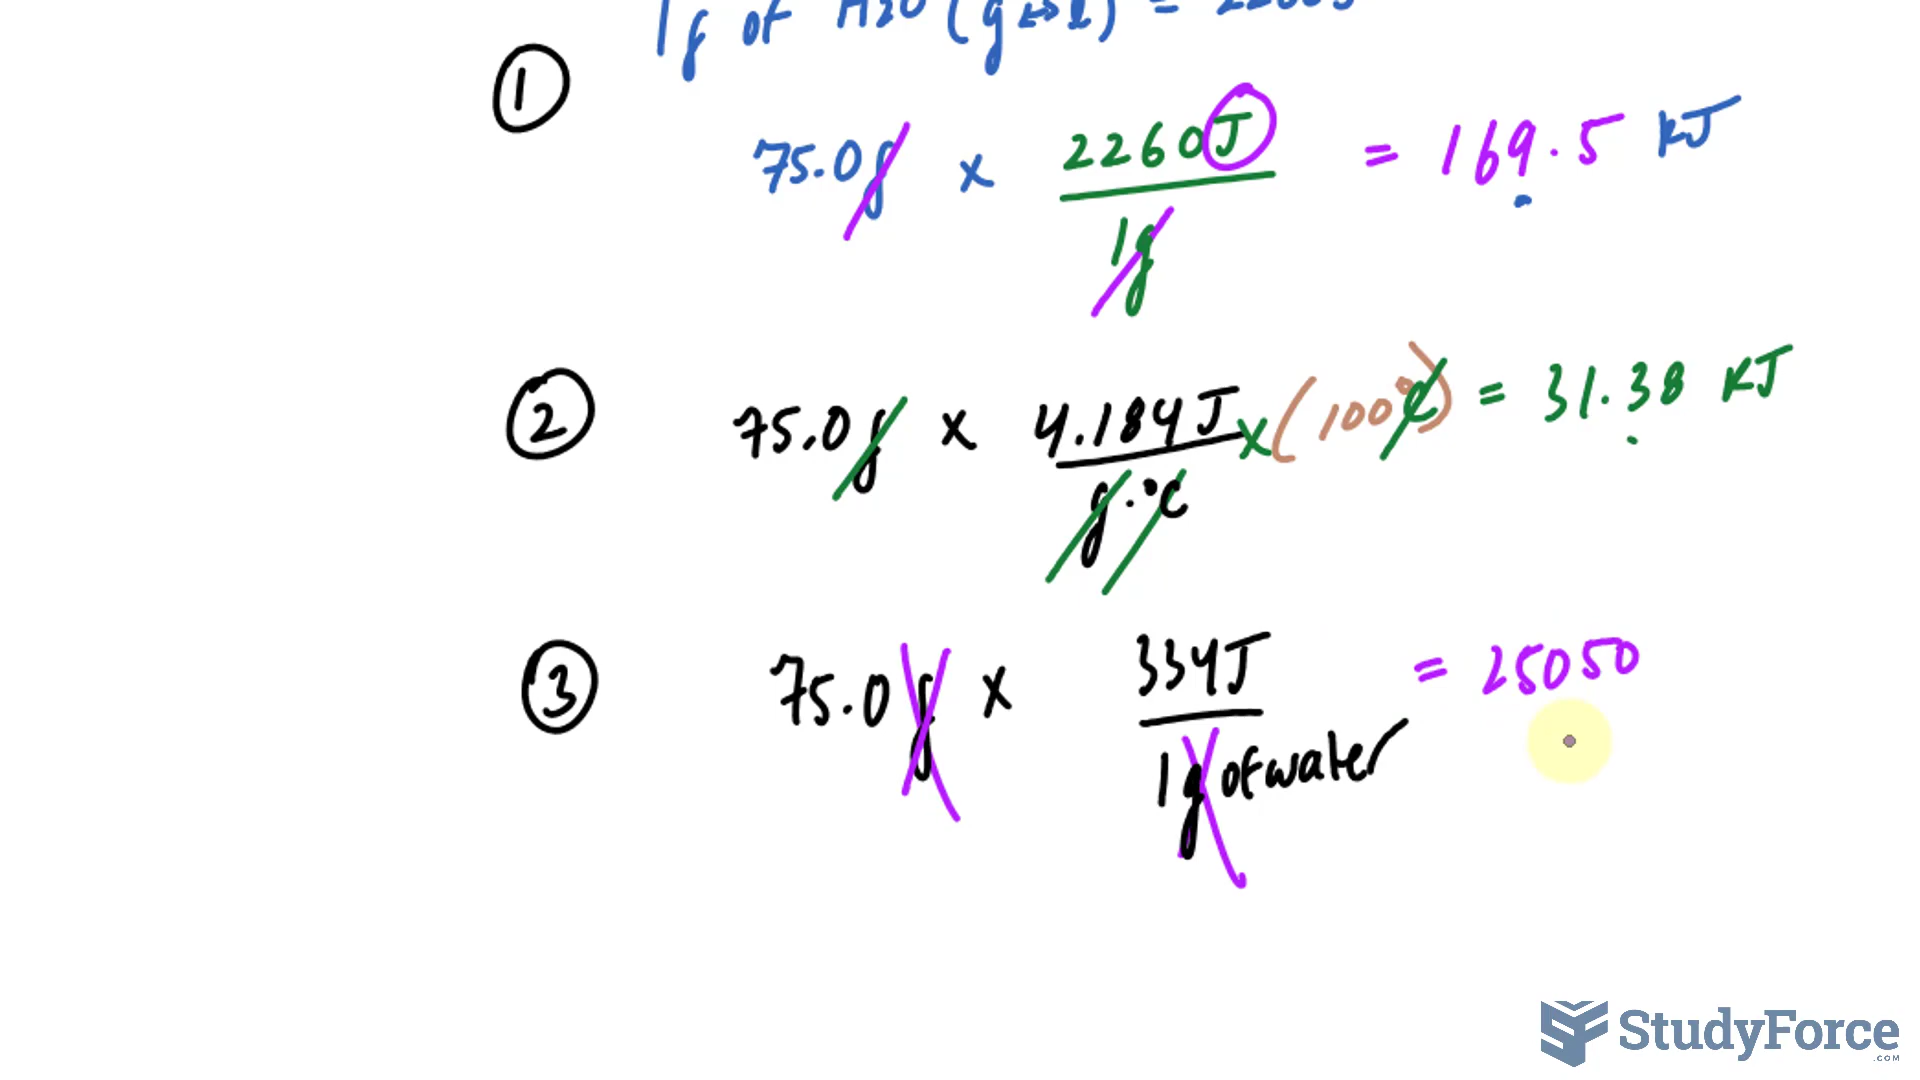 1g of H2O (g↔l) = 2260J
① 75.0g x 2260J / 1g = 169.5 kJ
② 75.0g x 4.184J / g·°C x (100°C) = 31.38 kJ
③ 75.0g x 334J / 1g of water = 25050
StudyForce
.COM